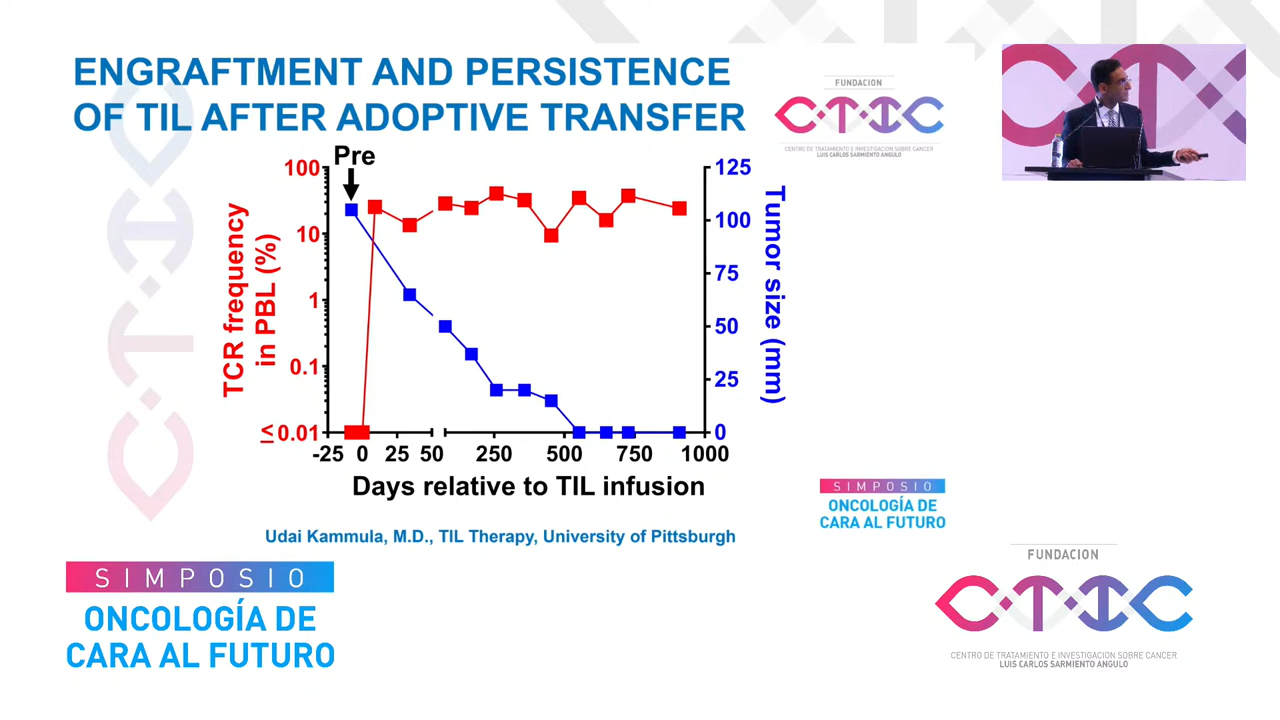 ENGRAFTMENT AND PERSISTENCE
OF TIL AFTER ADOPTIVE TRANSFER
FUNDACION
C·T·I·C
CENTRO DE TRATAMIENTO E INVESTIGACION SOBRE CANCER
LUIS CARLOS SARMIENTO ANGULO
Pre
100
10
1
0.1
≤0.01
TCR frequency
in PBL (%)
125
100
75
50
25
0
Tumor size (mm)
-25 0 25 50 250 500 750 1000
Days relative to TIL infusion
Udai Kammula, M.D., TIL Therapy, University of Pittsburgh
SIMPOSIO
ONCOLOGÍA DE
CARA AL FUTURO
SIMPOSIO
ONCOLOGÍA DE
CARA AL FUTURO
FUNDACION
C·T·I·C
CENTRO DE TRATAMIENTO E INVESTIGACION SOBRE CANCER
LUIS CARLOS SARMIENTO ANGULO
C·T·I·C